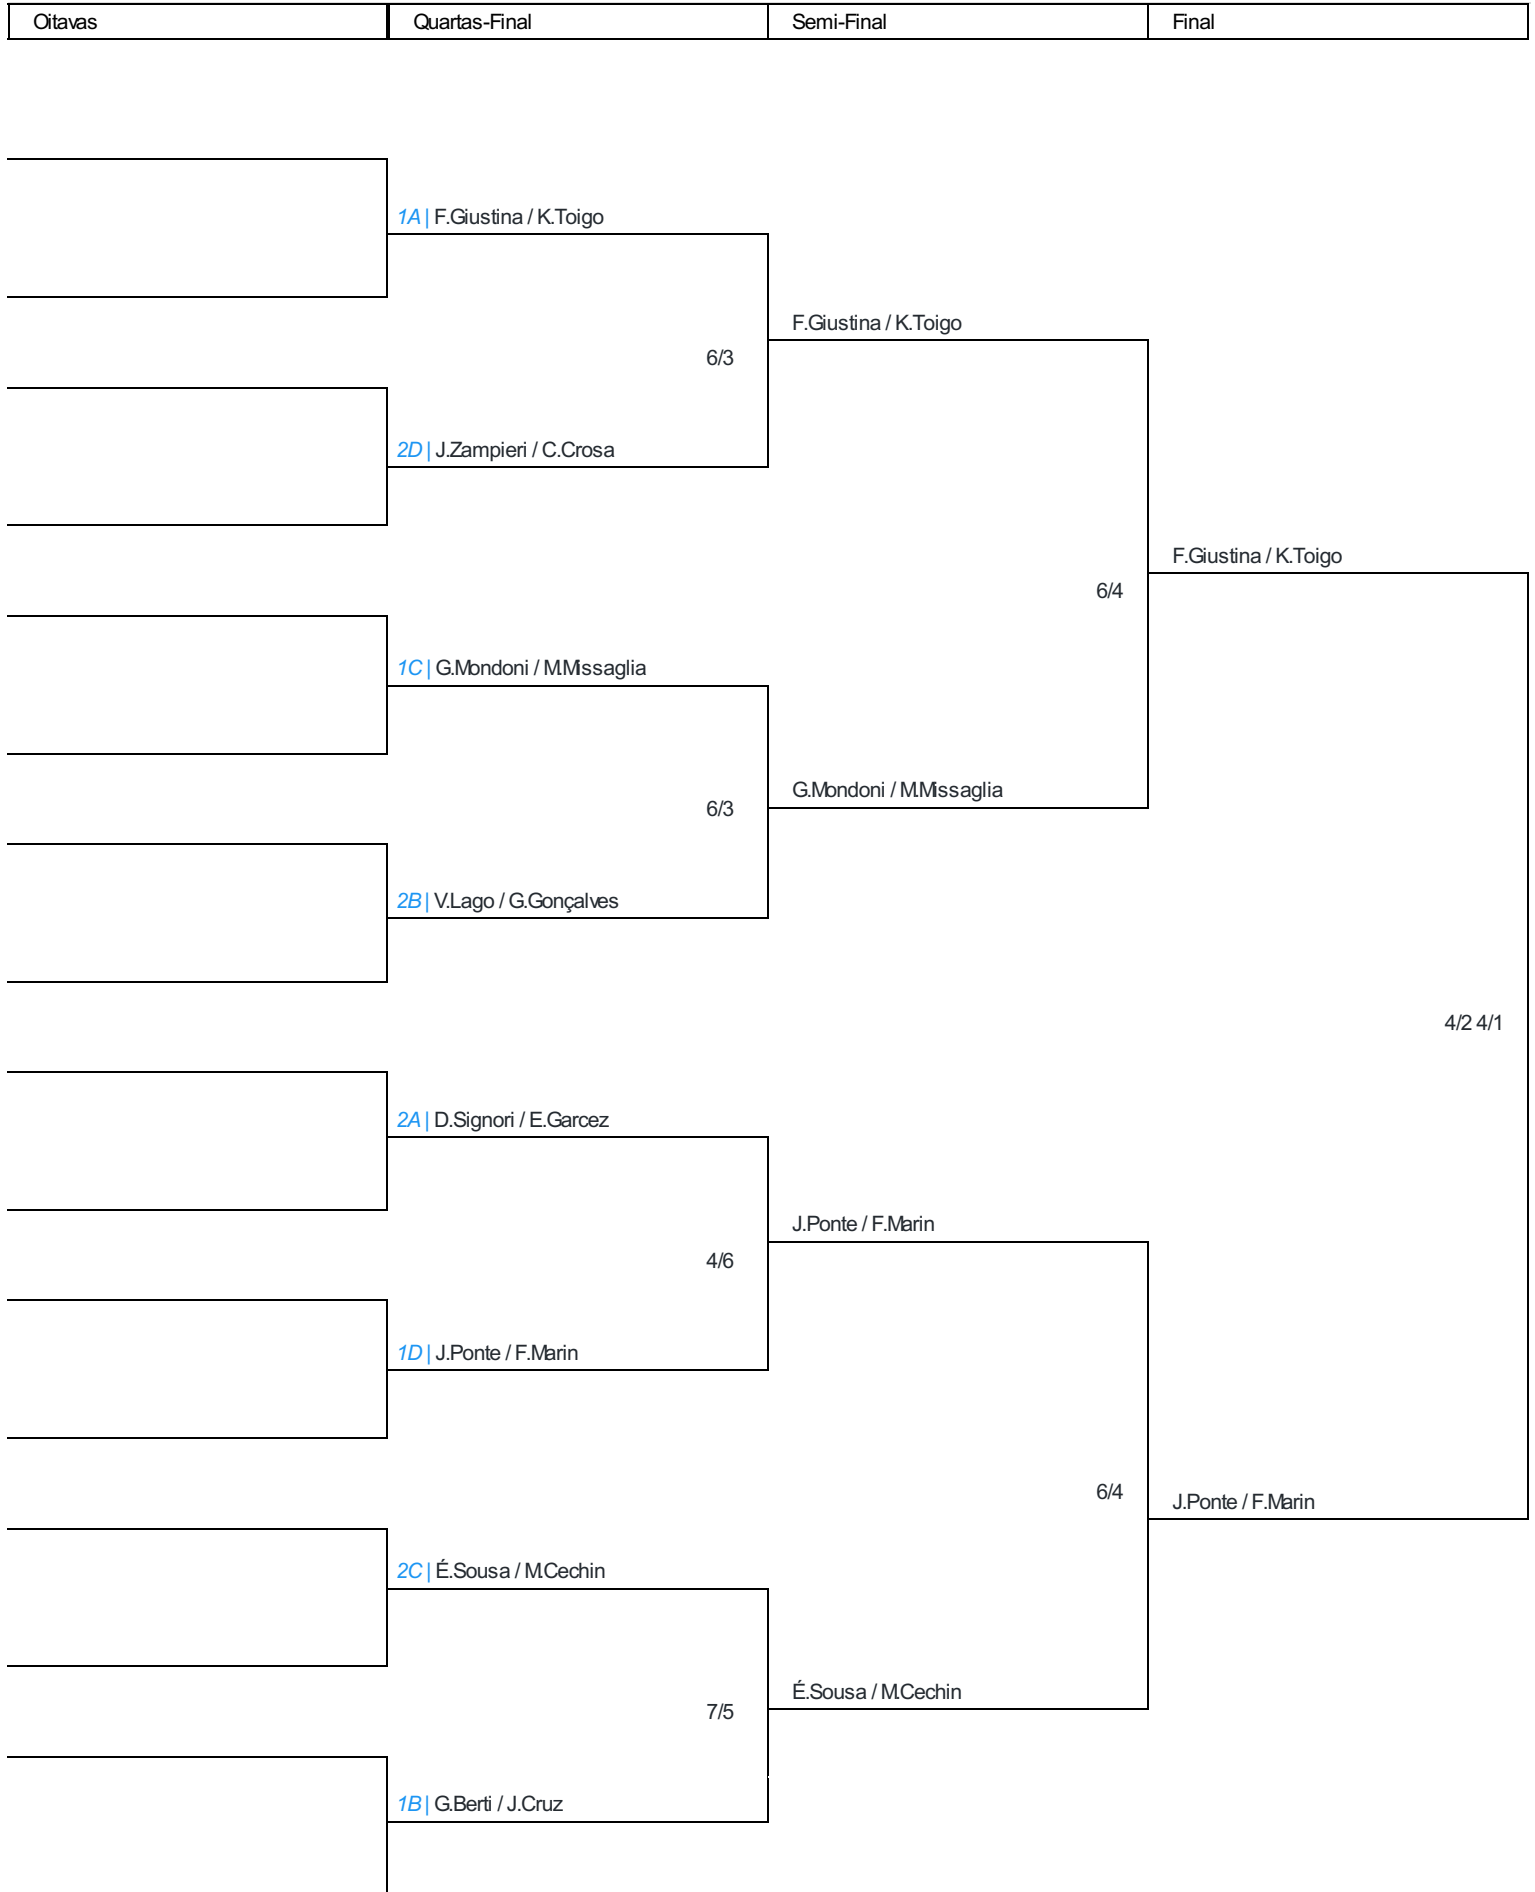 Oitavas
Quartas-Final
Semi-Final
Final
1A | F.Giustina / K.Toigo
F.Giustina / K.Toigo
6/3
2D | J.Zampieri / C.Crosa
F.Giustina / K.Toigo
6/4
1C | G.Mondoni / M.Missaglia
G.Mondoni / M.Missaglia
6/3
2B | V.Lago / G.Gonçalves
4/2 4/1
2A | D.Signori / E.Garcez
J.Ponte / F.Marin
4/6
1D | J.Ponte / F.Marin
6/4
J.Ponte / F.Marin
2C | É.Sousa / M.Cechin
É.Sousa / M.Cechin
7/5
1B | G.Berti / J.Cruz